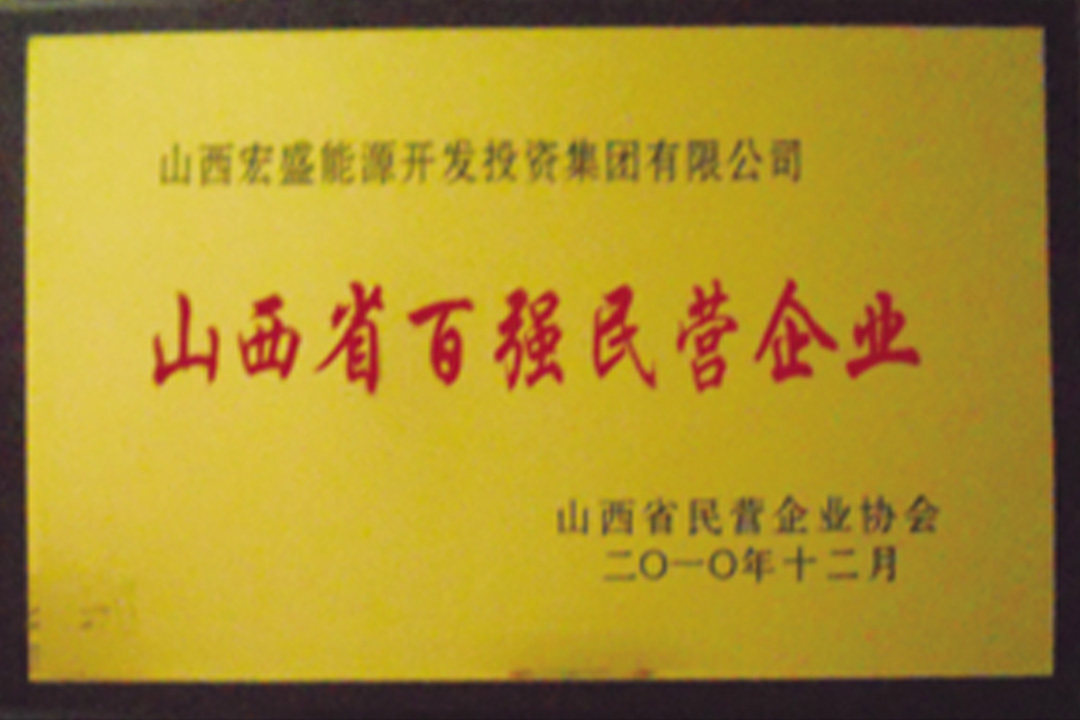 山西宏盛能源开发投资集团有限公司
山西省百强民营企业
山西省民营企业协会
二〇一〇年十二月